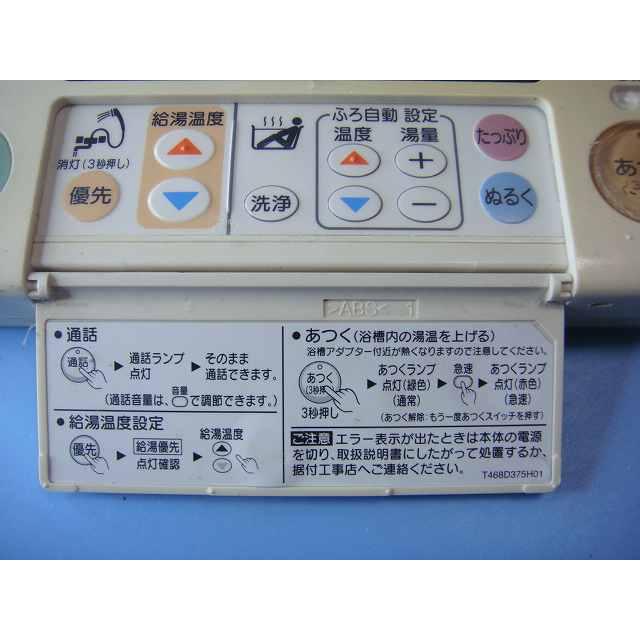 給湯温度
消灯(3秒押し)
優先
洗浄
ふろ自動 設定
温度 湯量
＋
－
たっぷり
ぬるく
あ
>ABS< 1
●通話
通話
▶通話ランプ点灯
▶そのまま通話できます。
音量
(通話音量は、で調節できます。)
●給湯温度設定
優先
▶給湯優先
点灯確認
▶給湯温度
●あつく(浴槽内の湯温を上げる)
浴槽アダプター付近が熱くなりますので注意してください。
あつく
(3秒押)
3秒押し
▶あつくランプ
点灯(緑色)
(通常)
▶急速
▶あつくランプ
点灯(赤色)
(急速)
(あつく解除：もう一度あつくスイッチを押す)
ご注意 エラー表示が出たときは本体の電源
を切り、取扱説明書にしたがって処置するか、
据付工事店へご連絡ください。
T468D375H01